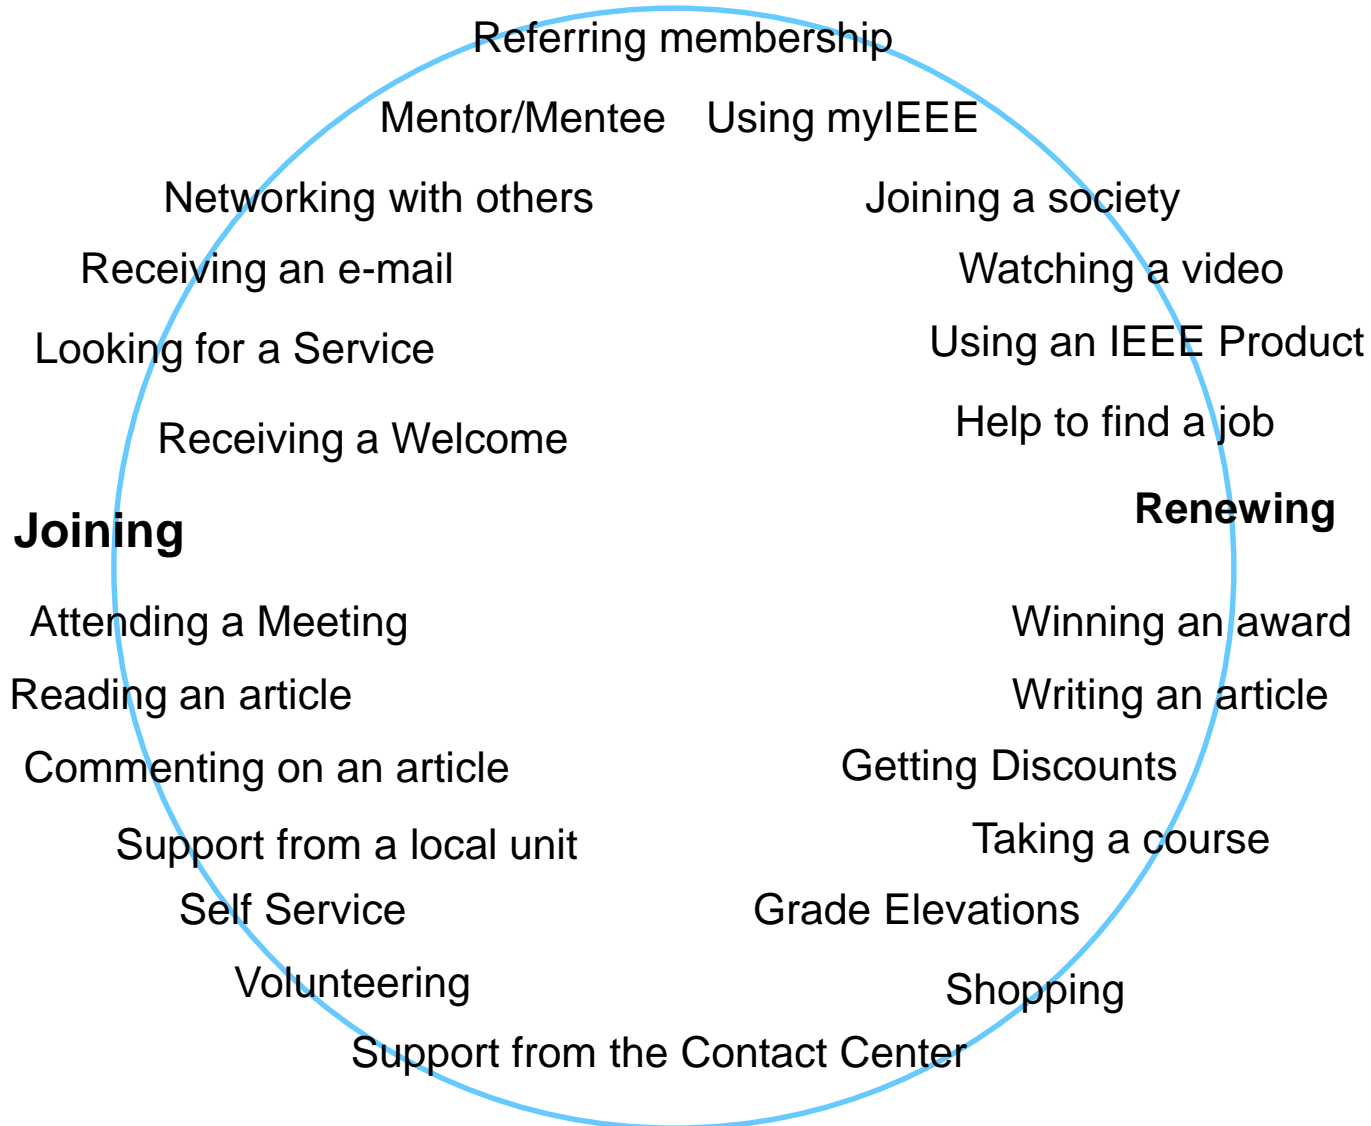 Referring membership
Mentor/Mentee Using myIEEE
Networking with others Joining a society
Receiving an e-mail Watching a video
Looking for a Service Using an IEEE Product
Receiving a Welcome Help to find a job
Joining Renewing
Attending a Meeting Winning an award
Reading an article Writing an article
Commenting on an article Getting Discounts
Support from a local unit Taking a course
Self Service Grade Elevations
Volunteering Shopping
Support from the Contact Center